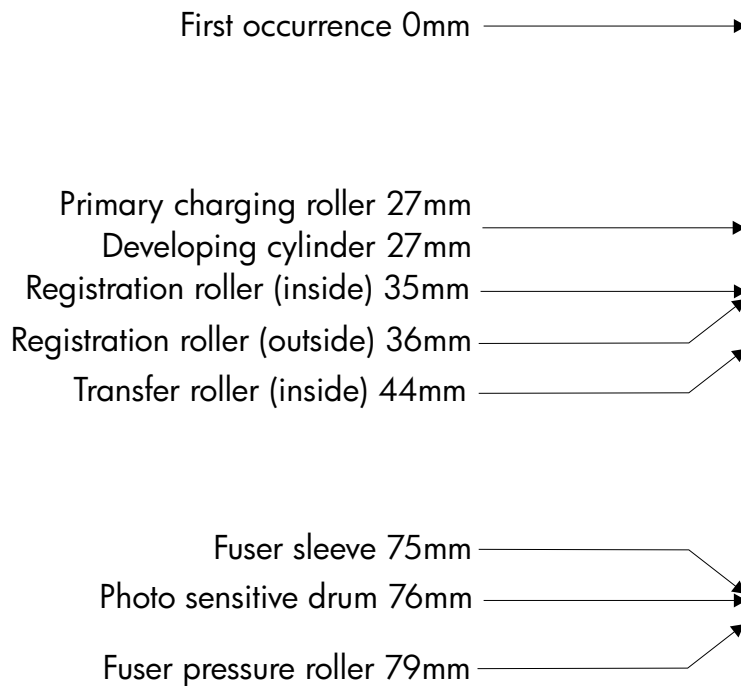 First occurrence 0mm
Primary charging roller 27mm
Developing cylinder 27mm
Registration roller (inside) 35mm
Registration roller (outside) 36mm
Transfer roller (inside) 44mm
Fuser sleeve 75mm
Photo sensitive drum 76mm
Fuser pressure roller 79mm